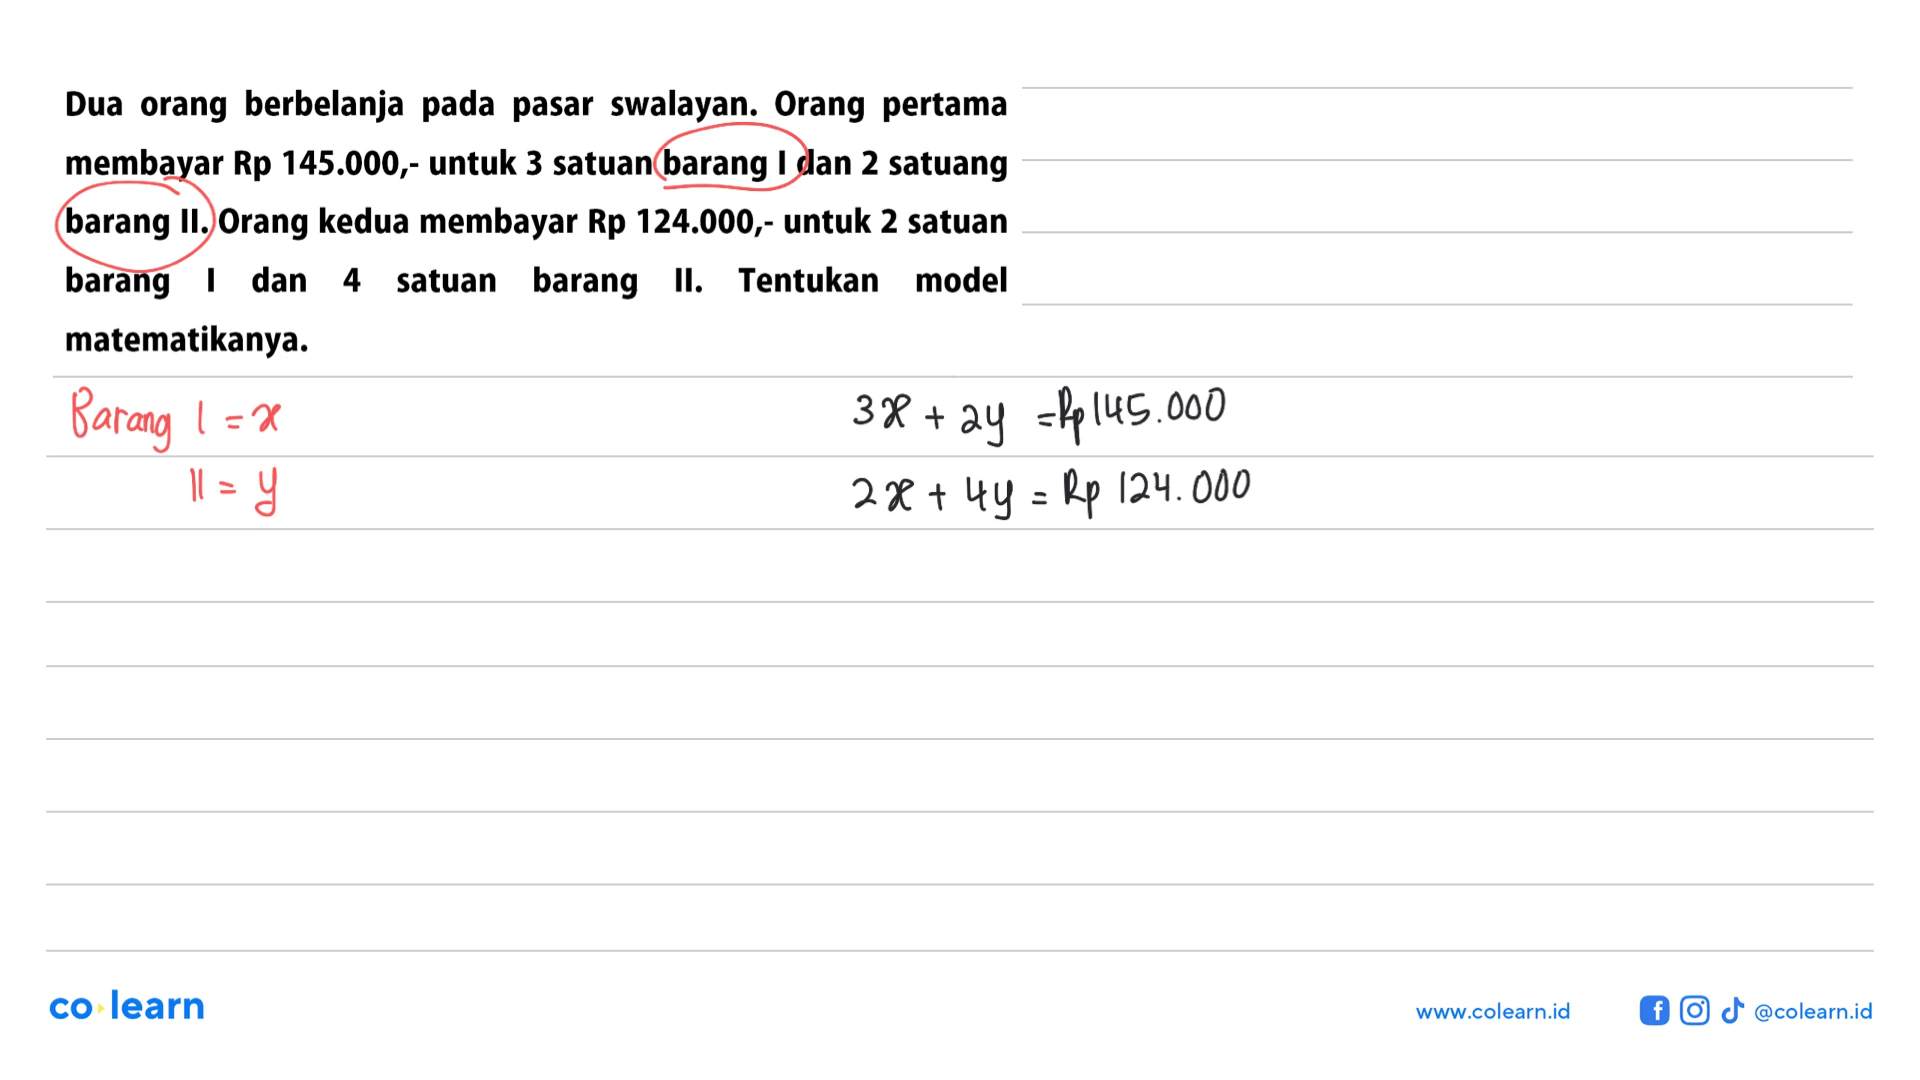 Dua orang berbelanja pada pasar swalayan. Orang pertama
membayar Rp 145.000,- untuk 3 satuan barang I dan 2 satuang
barang II. Orang kedua membayar Rp 124.000,- untuk 2 satuan
barang I dan 4 satuan barang II. Tentukan model
matematikanya.
Barang I = x
II = y
3x + 2y = Rp 145.000
2x + 4y = Rp 124.000
co learn
www.colearn.id
@colearn.id